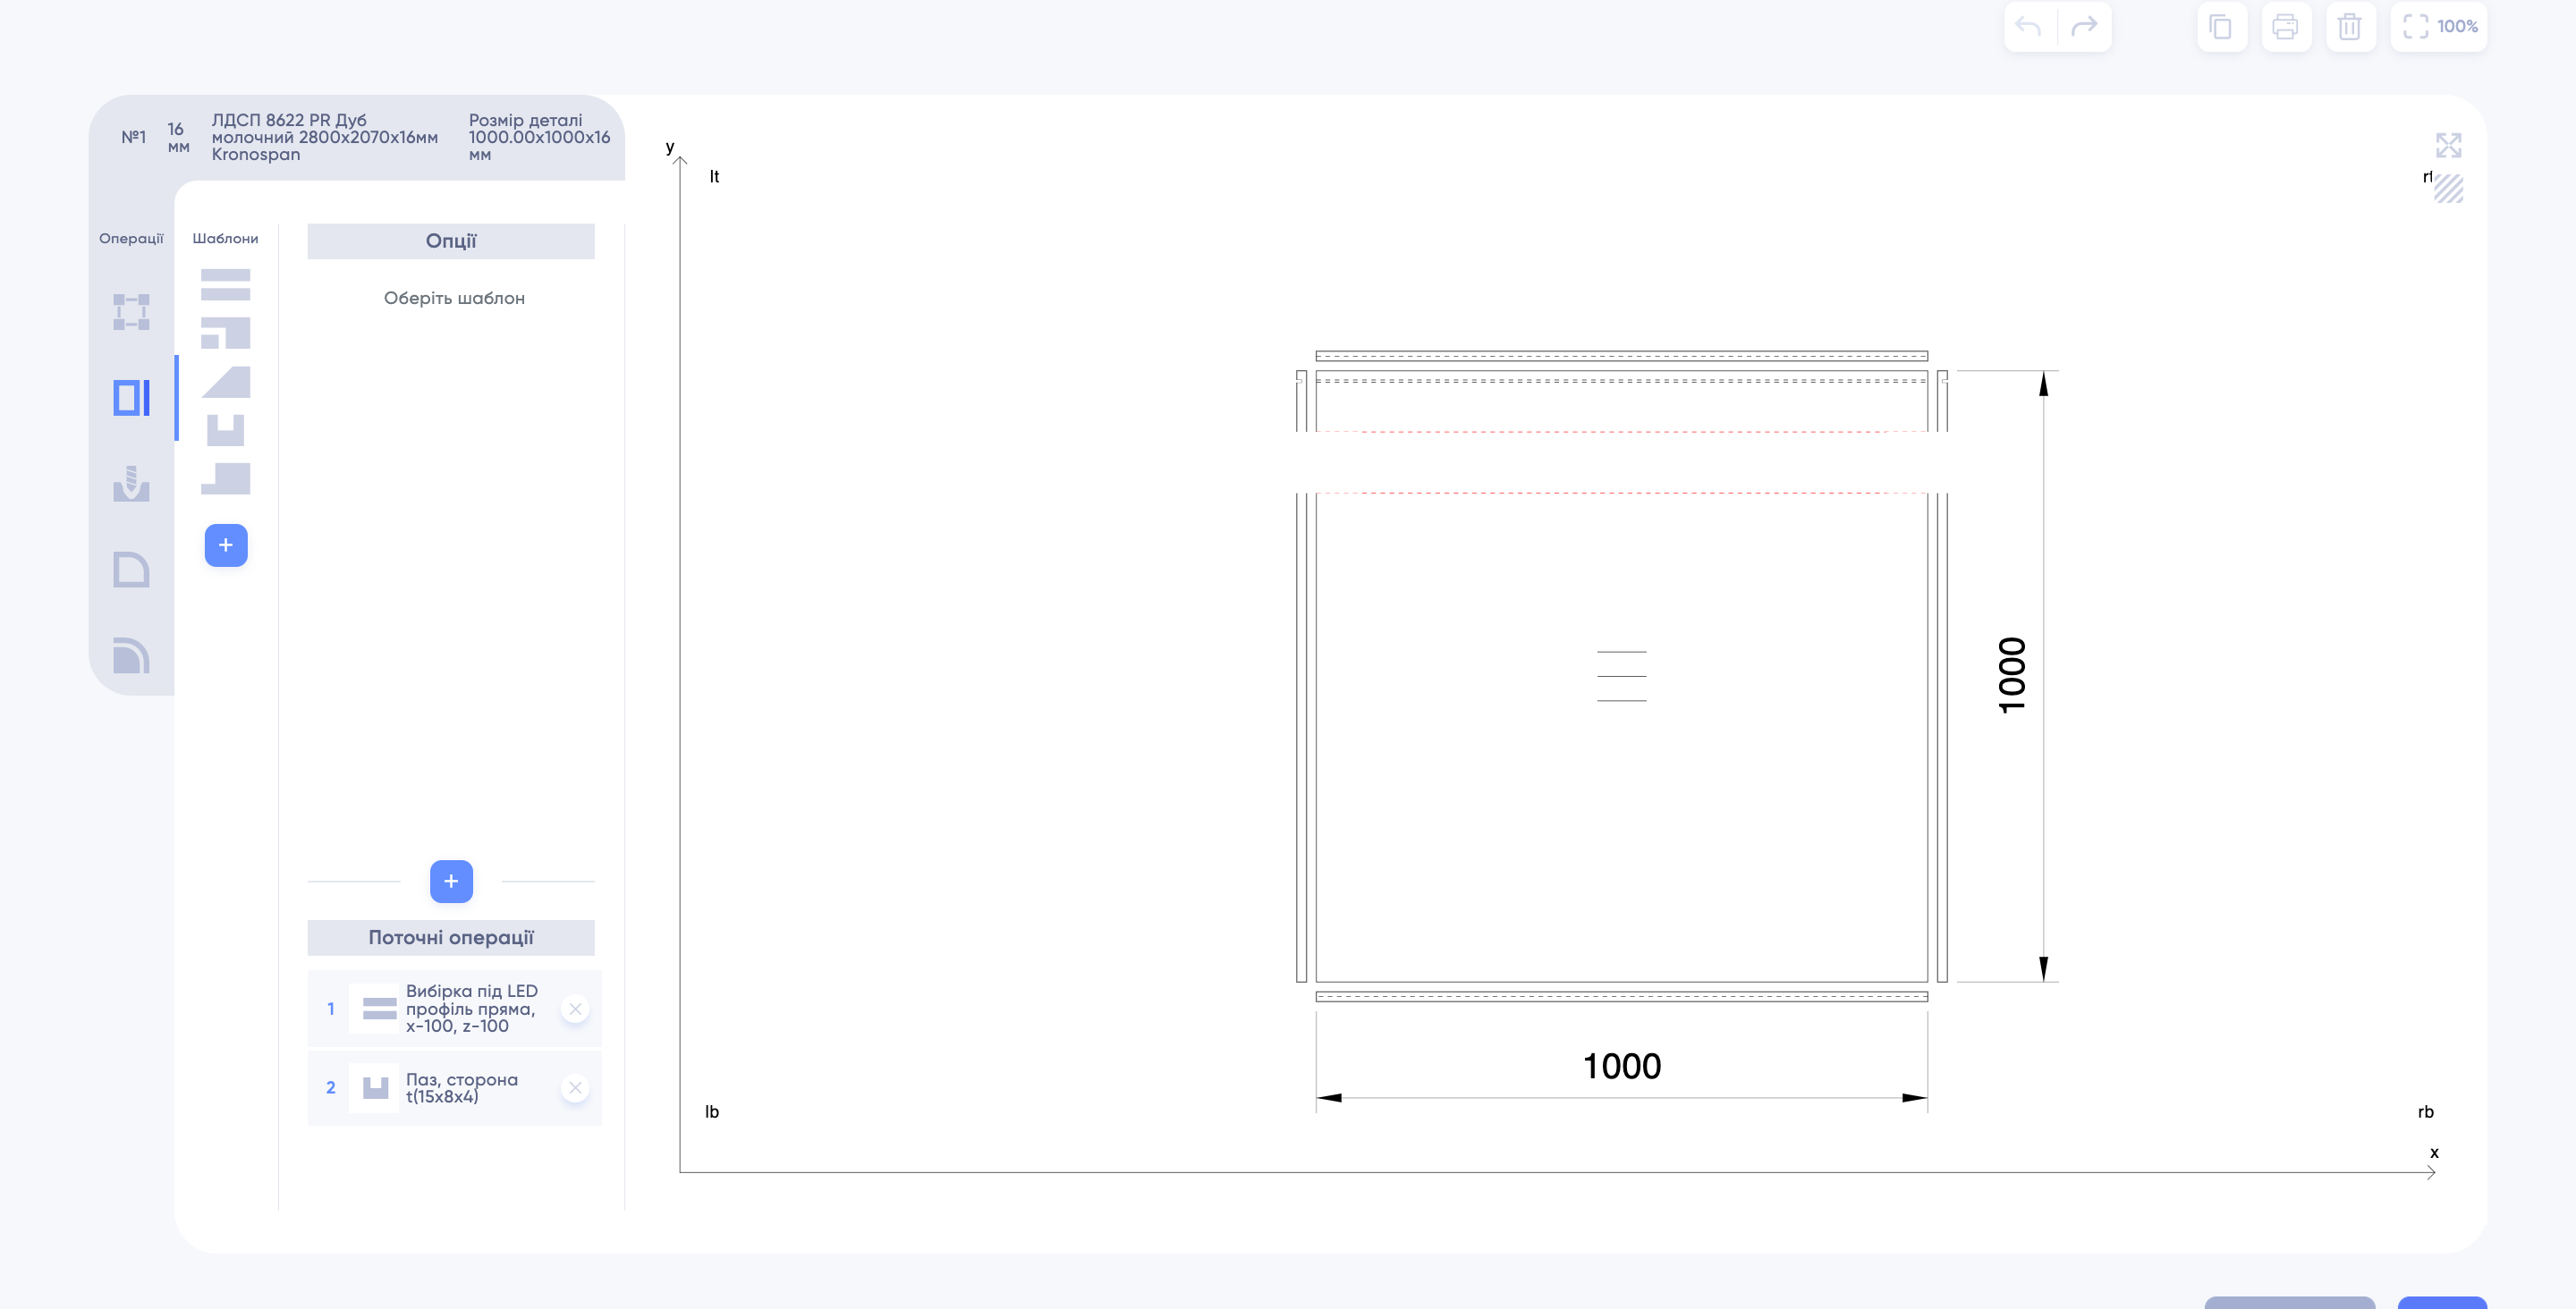 100%
№1
16
мм
ЛДСП 8622 PR Дуб
молочний 2800x2070x16мм
Kronospan
Розмір деталі
1000.00x1000x16
мм
Операції
Шаблони
Опції
Оберіть шаблон
Поточні операції
1
Вибірка під LED
профіль пряма,
x-100, z-100
2
Паз, сторона
t(15x8x4)
y
lt
1000
1000
lb
rb
x